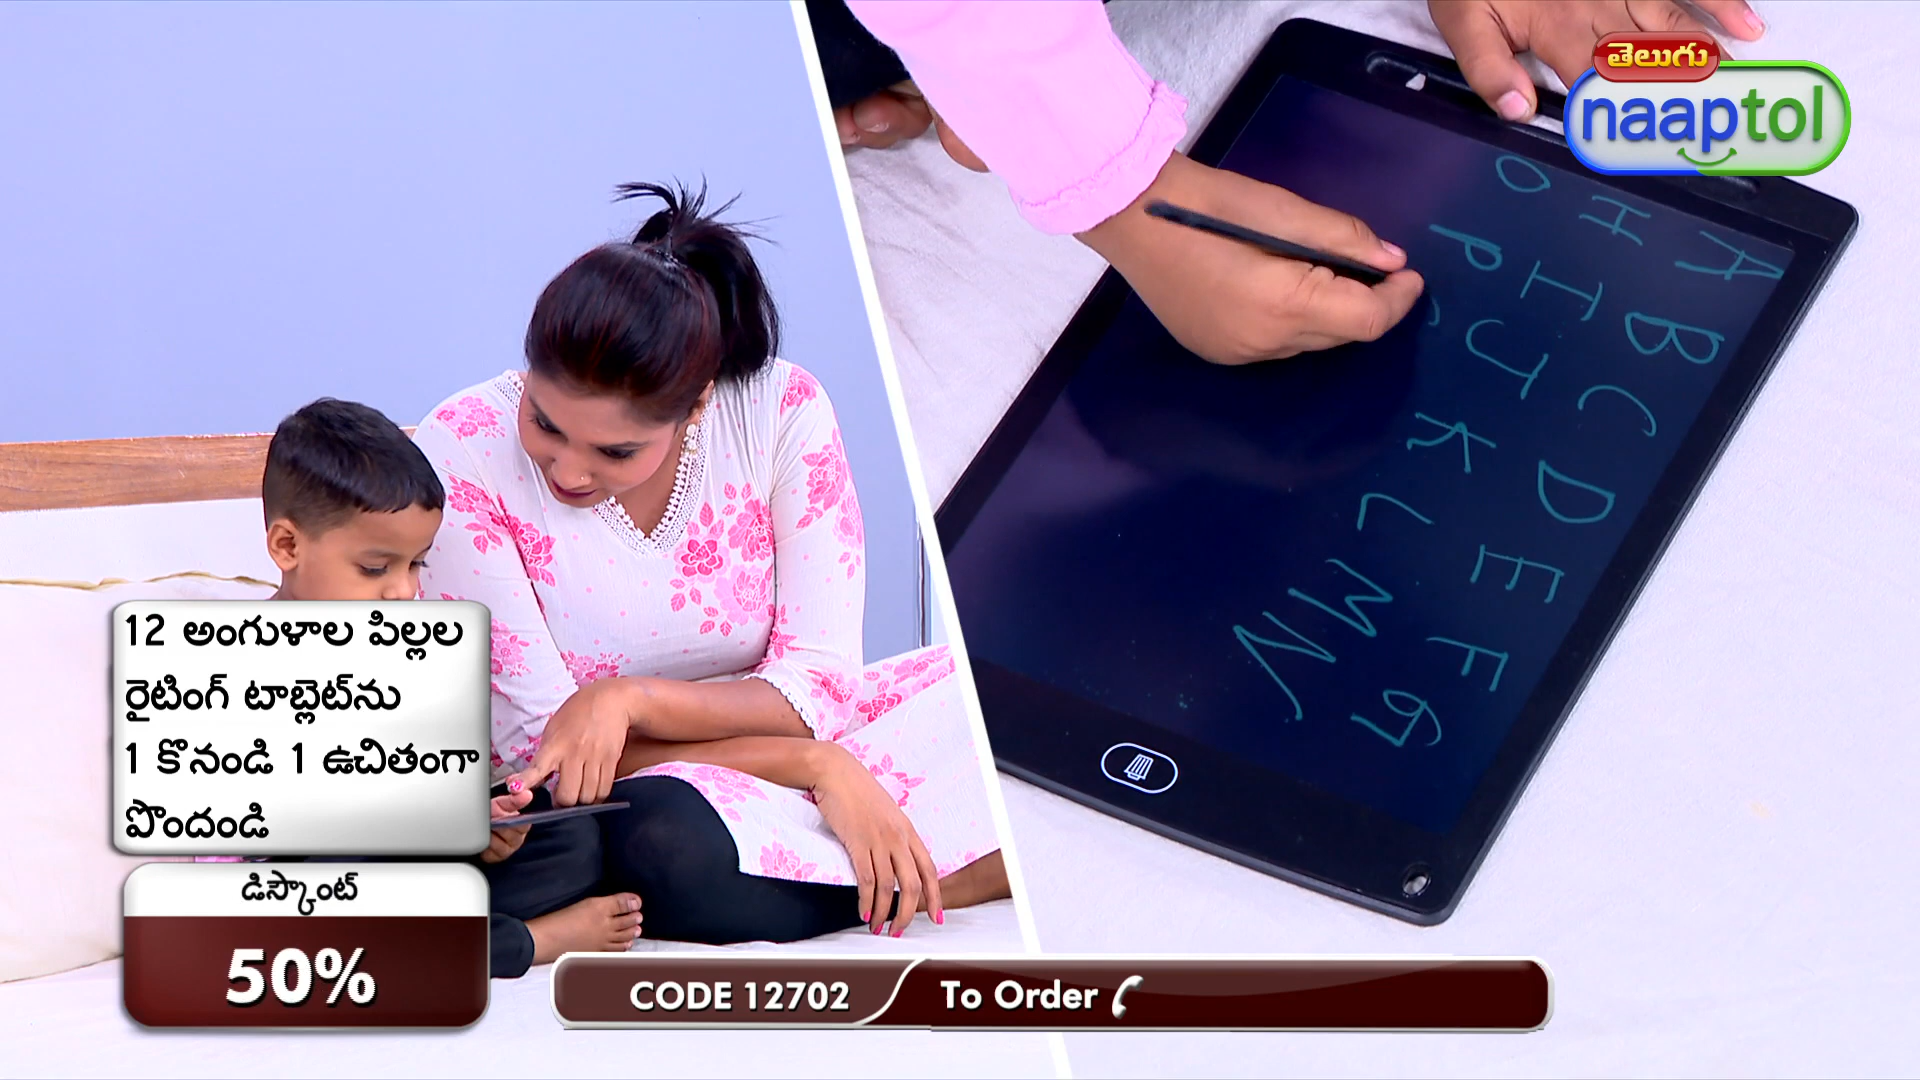 తెలుగు
naaptol
A B C D E F G
H I J K L M N
O P
12 అంగుళాల పిల్లల
రైటింగ్ టాబ్లెట్‌ను
1 కొనండి 1 ఉచితంగా
పొందండి
డిస్కౌంట్
50%
CODE 12702
To Order